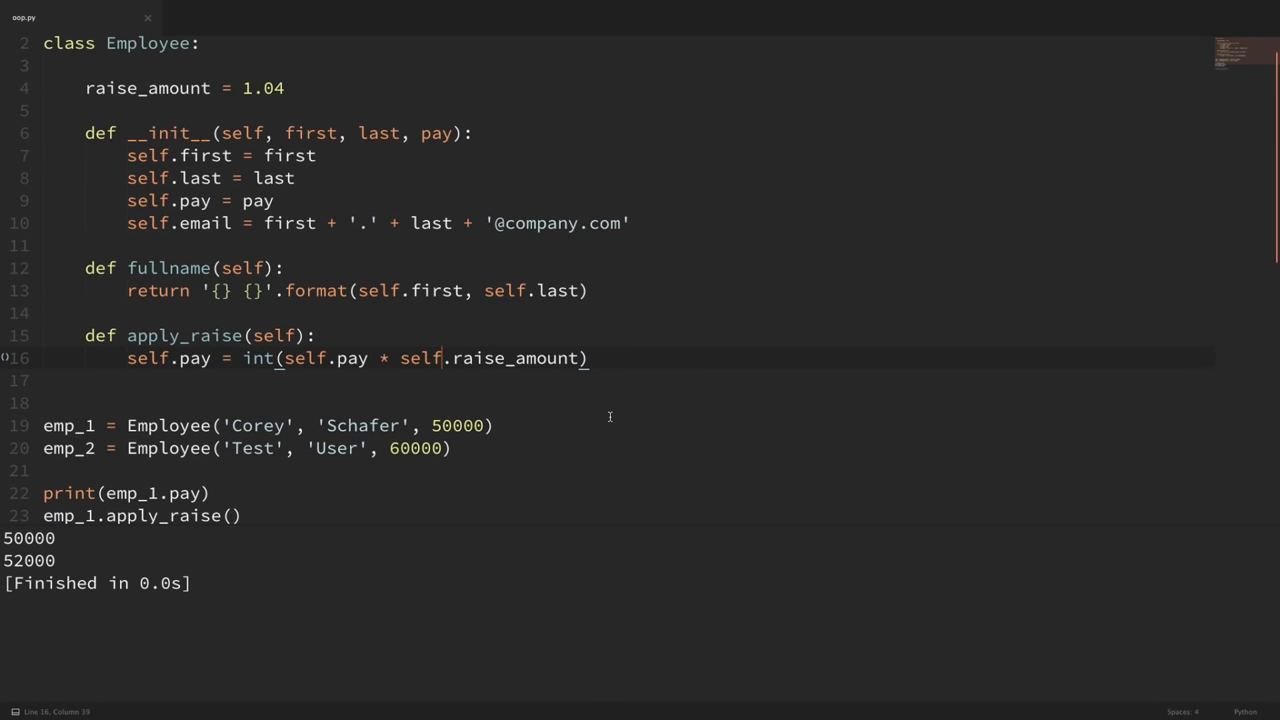 oop.py
2 class Employee:
3
4     raise_amount = 1.04
5
6     def __init__(self, first, last, pay):
7         self.first = first
8         self.last = last
9         self.pay = pay
10         self.email = first + '.' + last + '@company.com'
11
12     def fullname(self):
13         return '{} {}'.format(self.first, self.last)
14
15     def apply_raise(self):
16         self.pay = int(self.pay * self.raise_amount)
17
18
19 emp_1 = Employee('Corey', 'Schafer', 50000)
20 emp_2 = Employee('Test', 'User', 60000)
21
22 print(emp_1.pay)
23 emp_1.apply_raise()
50000
52000
[Finished in 0.0s]
Line 16, Column 39 Spaces: 4 Python